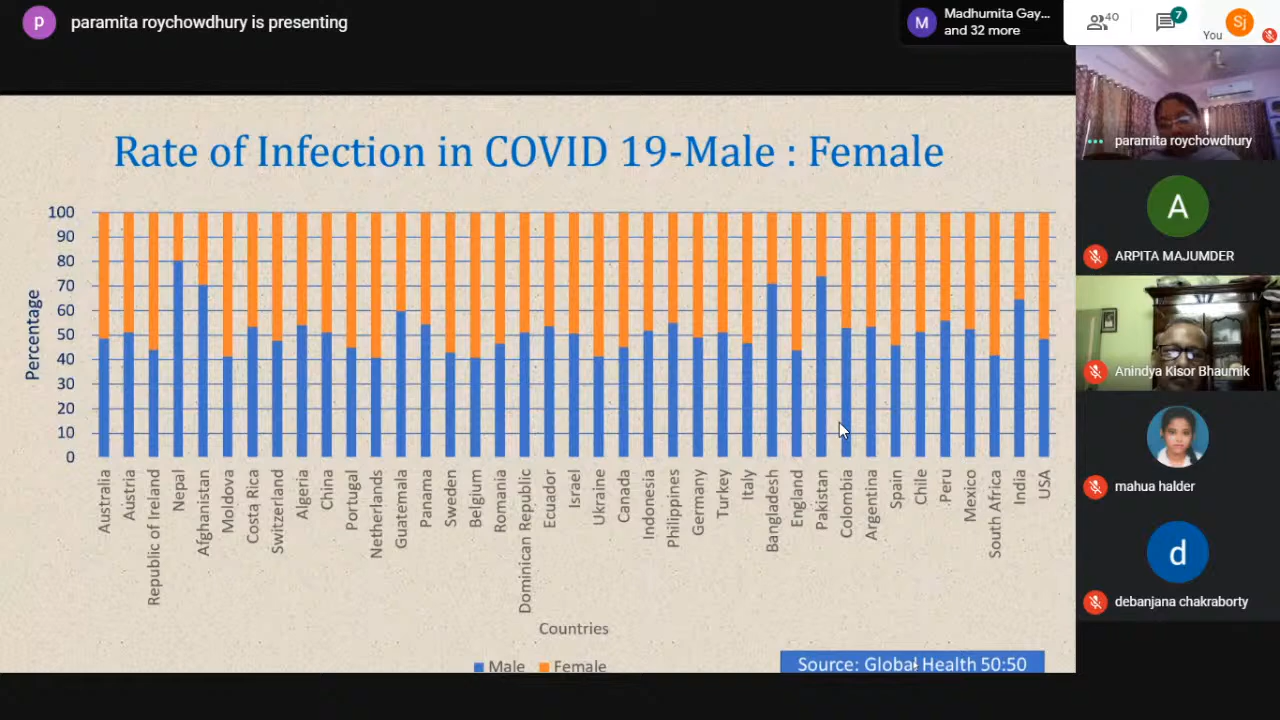 p
paramita roychowdhury is presenting
M
Madhumita Gay...
and 32 more
40
7
You
Sj
Rate of Infection in COVID 19-Male : Female
100
90
80
70
60
50
40
30
20
10
0
Percentage
Australia
Austria
Republic of Ireland
Nepal
Afghanistan
Moldova
Costa Rica
Switzerland
Algeria
China
Portugal
Netherlands
Guatemala
Panama
Sweden
Belgium
Romania
Dominican Republic
Ecuador
Israel
Ukraine
Canada
Indonesia
Philippines
Germany
Turkey
Italy
Bangladesh
England
Pakistan
Colombia
Argentina
Spain
Chile
Peru
Mexico
South Africa
India
USA
Countries
Male Female
Source: Global Health 50:50
paramita roychowdhury
A
ARPITA MAJUMDER
Anindya Kisor Bhaumik
mahua halder
d
debanjana chakraborty